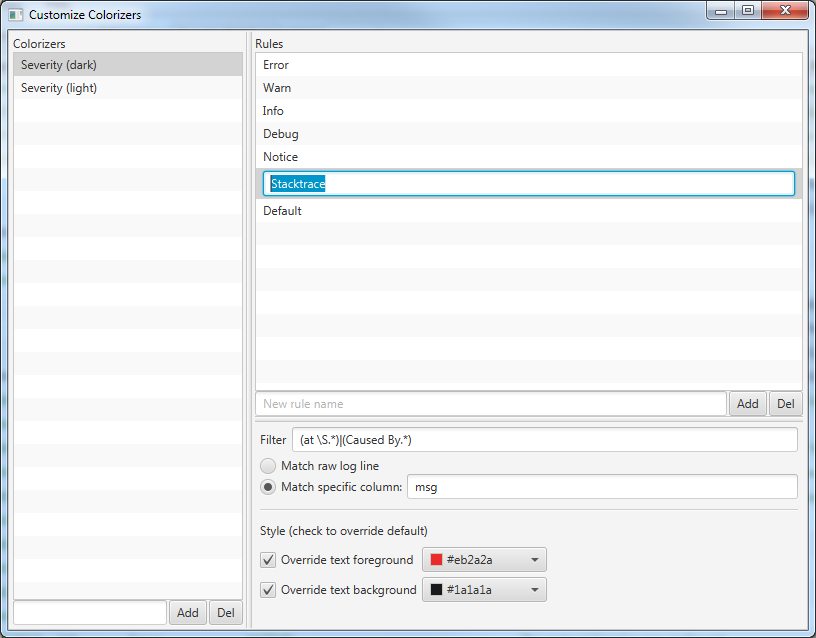 Customize Colorizers
Colorizers
Severity (dark)
Severity (light)
Add Del
Rules
Error
Warn
Info
Debug
Notice
Stacktrace
Default
New rule name Add Del
Filter (at \S.*)|(Caused By.*)
Match raw log line
Match specific column: msg
Style (check to override default)
Override text foreground #eb2a2a
Override text background #1a1a1a